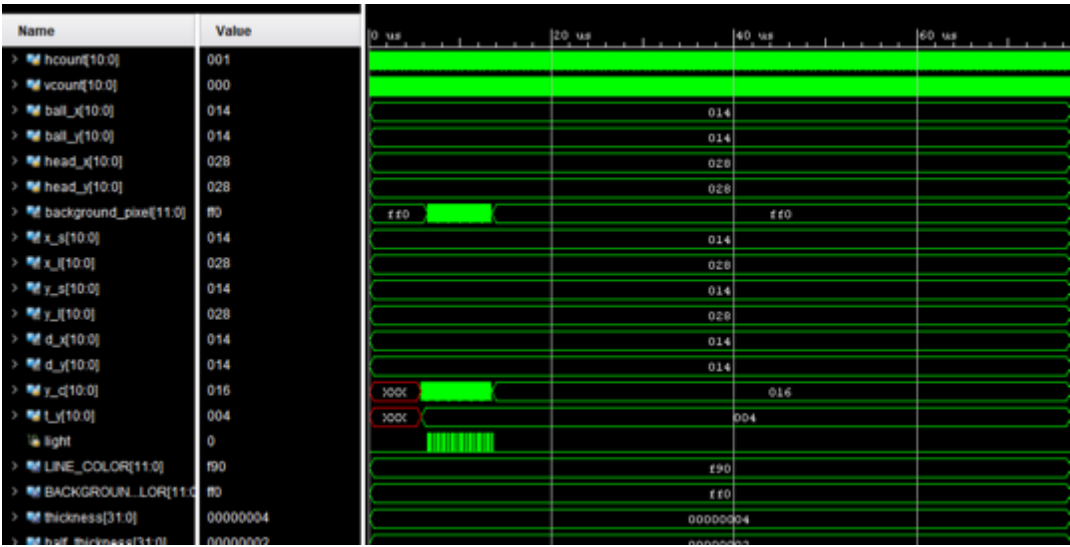 Name Value 0 us 20 us 40 us 60 us
hcount[10:0] 001
vcount[10:0] 000
ball_x[10:0] 014 014
ball_y[10:0] 014 014
head_x[10:0] 028 028
head_y[10:0] 028 028
background_pixel[11:0] ff0 ff0 ff0
x_s[10:0] 014 014
x_l[10:0] 028 028
y_s[10:0] 014 014
y_l[10:0] 028 028
d_x[10:0] 014 014
d_y[10:0] 014 014
y_c[10:0] 016 XXX 016
t_y[10:0] 004 XXX 004
light 0
LINE_COLOR[11:0] f90 f90
BACKGROUN...LOR[11:0 ff0 ff0
thickness[31:0] 00000004 00000004
half_thickness[31:0] 00000002 00000002